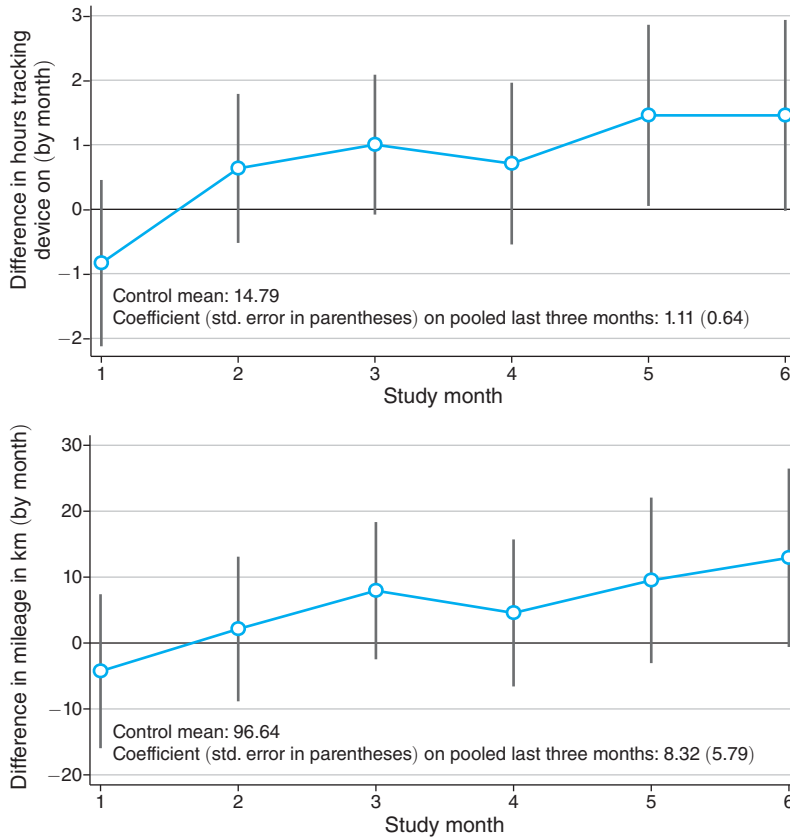 Difference in hours tracking
device on (by month)
3
2
1
0
−1
−2
Control mean: 14.79
Coefficient (std. error in parentheses) on pooled last three months: 1.11 (0.64)
1 2 3 4 5 6
Study month
Difference in mileage in km (by month)
30
20
10
0
−10
−20
Control mean: 96.64
Coefficient (std. error in parentheses) on pooled last three months: 8.32 (5.79)
1 2 3 4 5 6
Study month